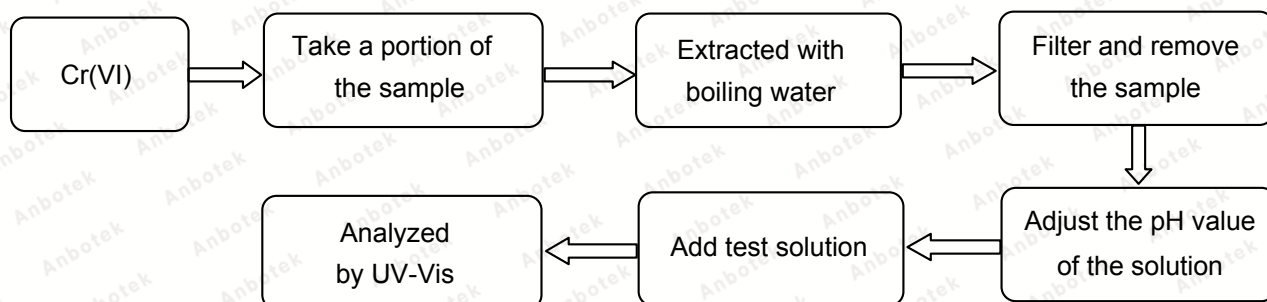 Cr(VI)
Take a portion of
the sample
Extracted with
boiling water
Filter and remove
the sample
Adjust the pH value
of the solution
Add test solution
Analyzed
by UV-Vis
Anbotek